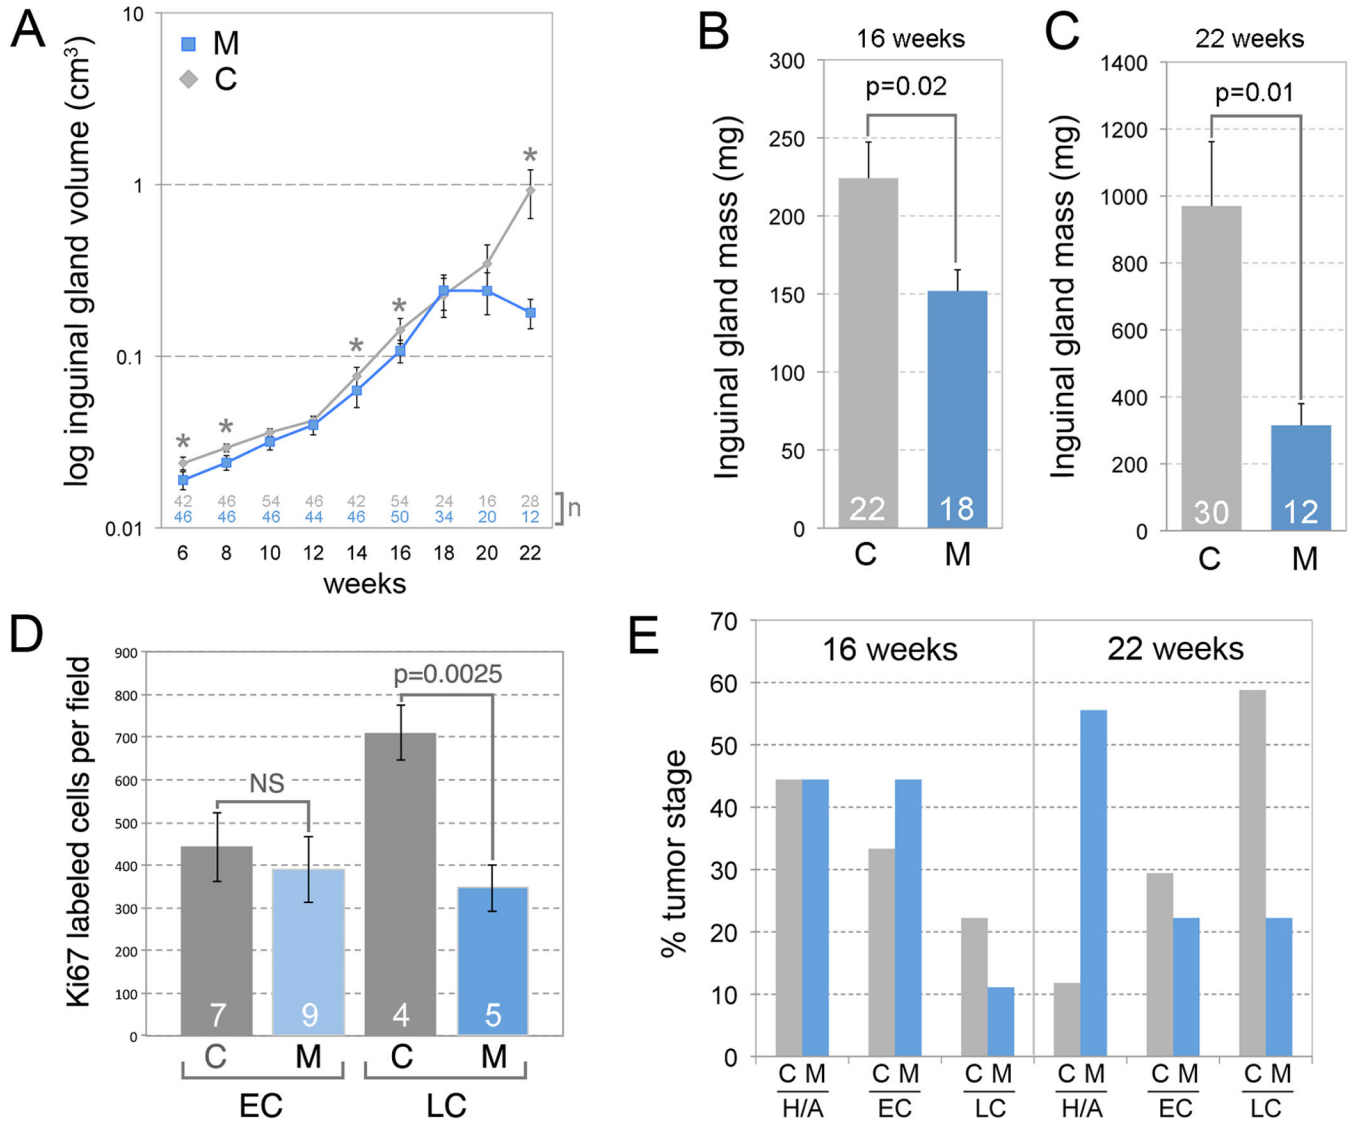 A
log inguinal gland volume (cm³)
10
1
0.1
0.01
M
C
*
*
*
*
*
42 46 54 46 42 54 24 16 28
46 46 46 44 46 50 34 20 12
n
6 8 10 12 14 16 18 20 22
weeks
B
16 weeks
Inguinal gland mass (mg)
300
250
200
150
100
50
0
p=0.02
22 18
C M
C
22 weeks
Inguinal gland mass (mg)
1400
1200
1000
800
600
400
200
0
p=0.01
30 12
C M
D
Ki67 labeled cells per field
900
800
700
600
500
400
300
200
100
0
NS
p=0.0025
7 9 4 5
C M C M
EC LC
E
% tumor stage
70
60
50
40
30
20
10
0
16 weeks 22 weeks
C M C M C M C M C M C M
H/A EC LC H/A EC LC